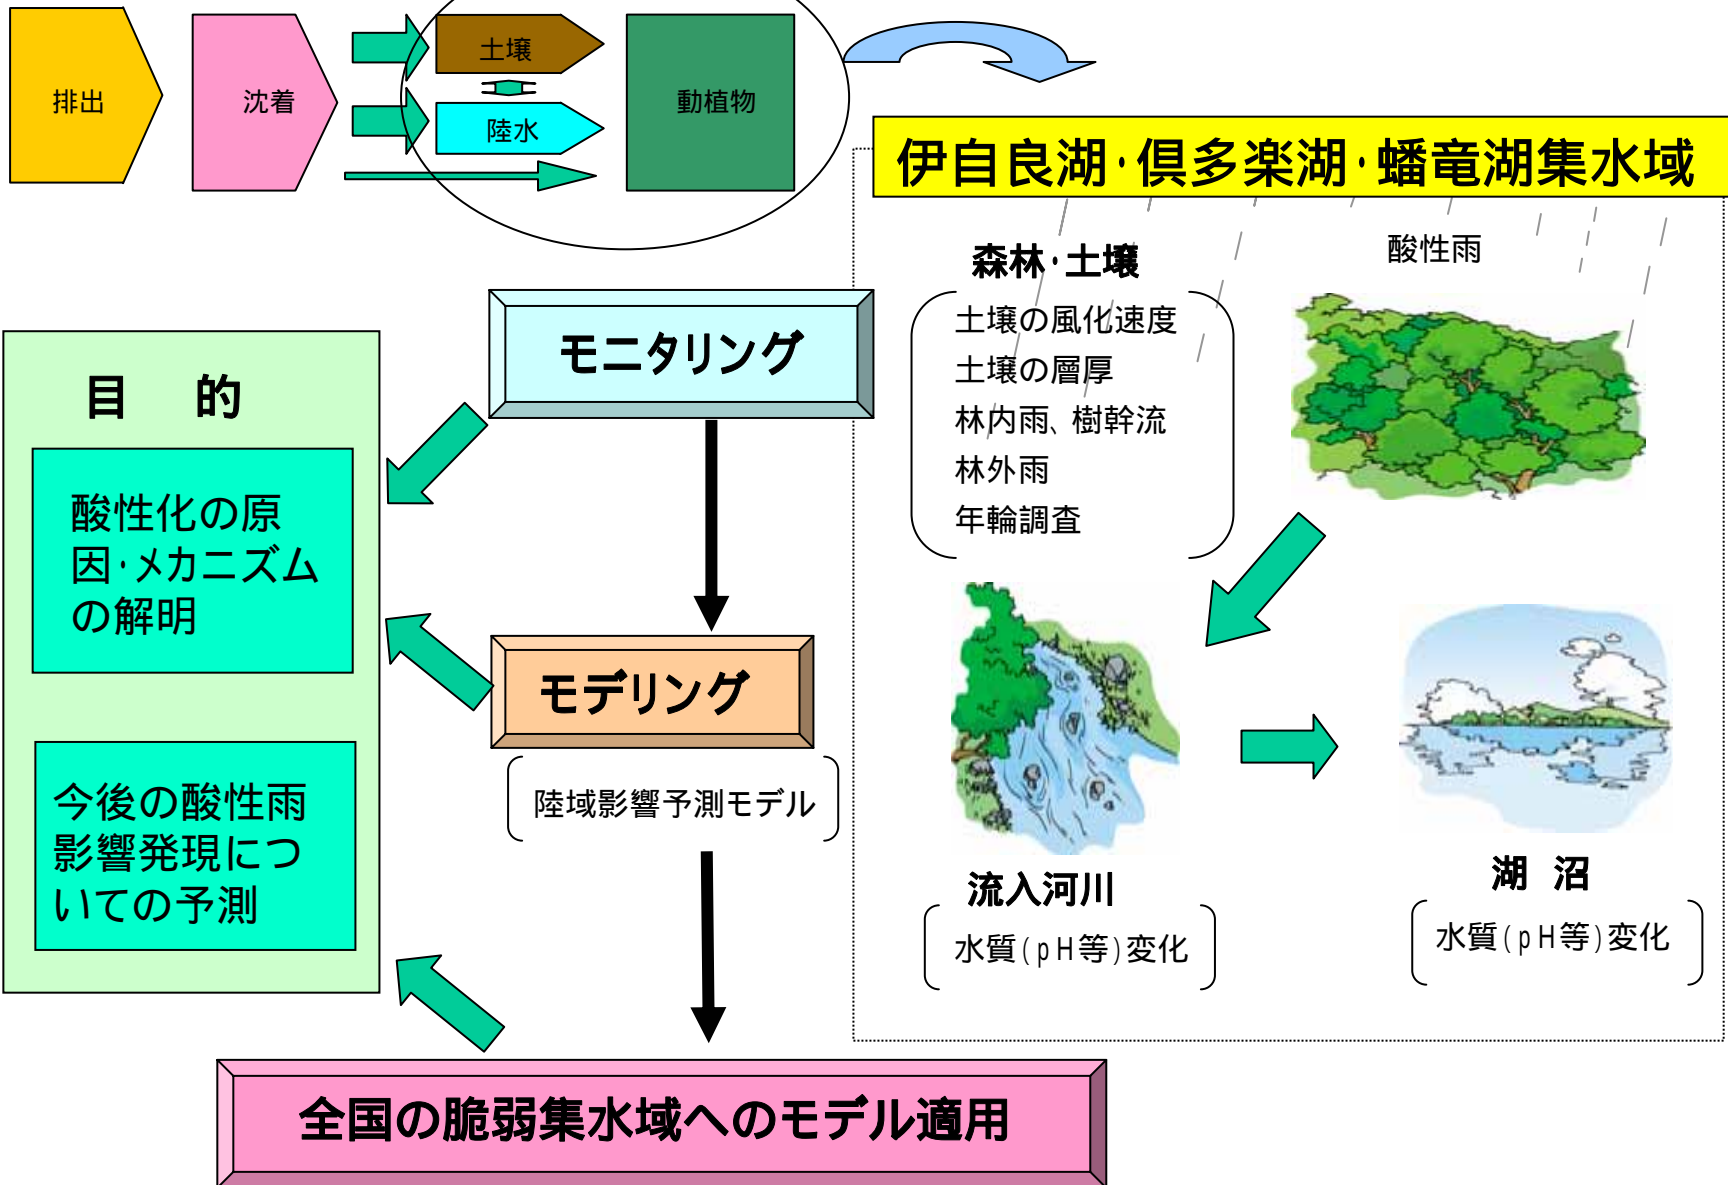 排出
沈着
土壌
陸水
動植物
伊自良湖・倶多楽湖・蟠竜湖集水域
酸性雨
森林・土壌
土壌の風化速度
土壌の層厚
林内雨、樹幹流
林外雨
年輪調査
モニタリング
目 的
酸性化の原
因・メカニズム
の解明
モデリング
陸域影響予測モデル
今後の酸性雨
影響発現につ
いての予測
流入河川
水質(pH等)変化
湖 沼
水質(pH等)変化
全国の脆弱集水域へのモデル適用